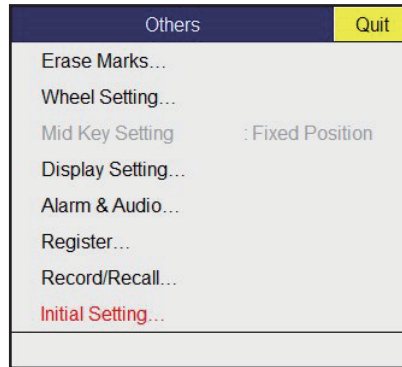 Others Quit
Erase Marks...
Wheel Setting...
Mid Key Setting : Fixed Position
Display Setting...
Alarm & Audio...
Register...
Record/Recall...
Initial Setting...